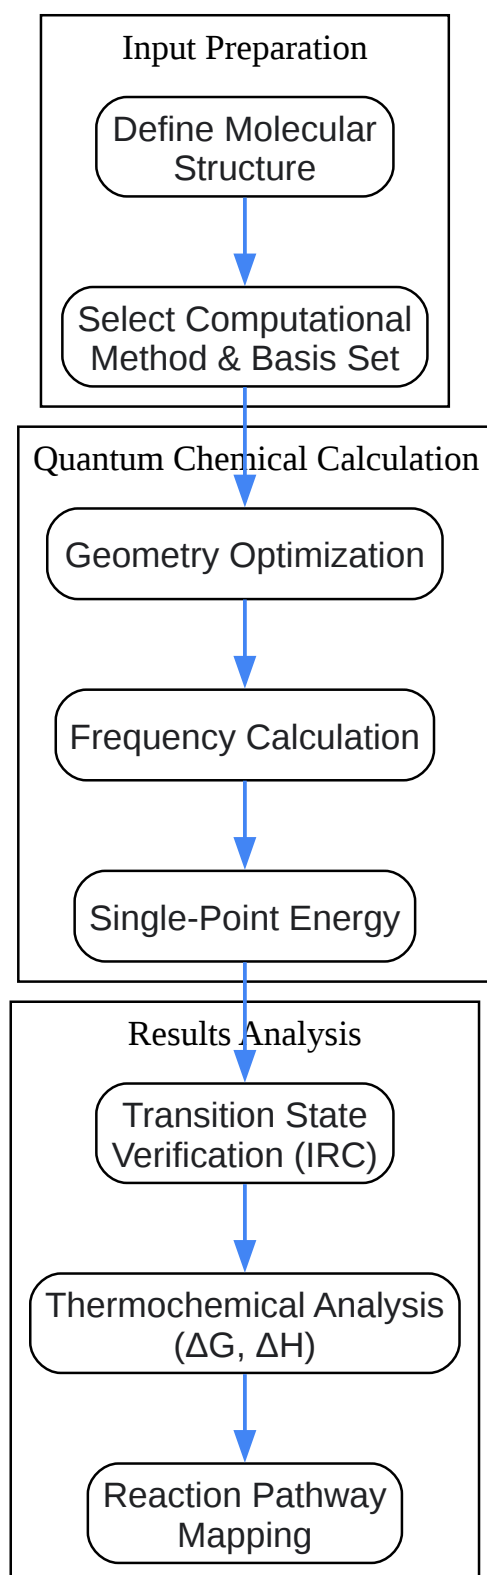 Input Preparation
Define Molecular
Structure
Select Computational
Method & Basis Set
Quantum Chemical Calculation
Geometry Optimization
Frequency Calculation
Single-Point Energy
Results Analysis
Transition State
Verification (IRC)
Thermochemical Analysis
(ΔG, ΔH)
Reaction Pathway
Mapping